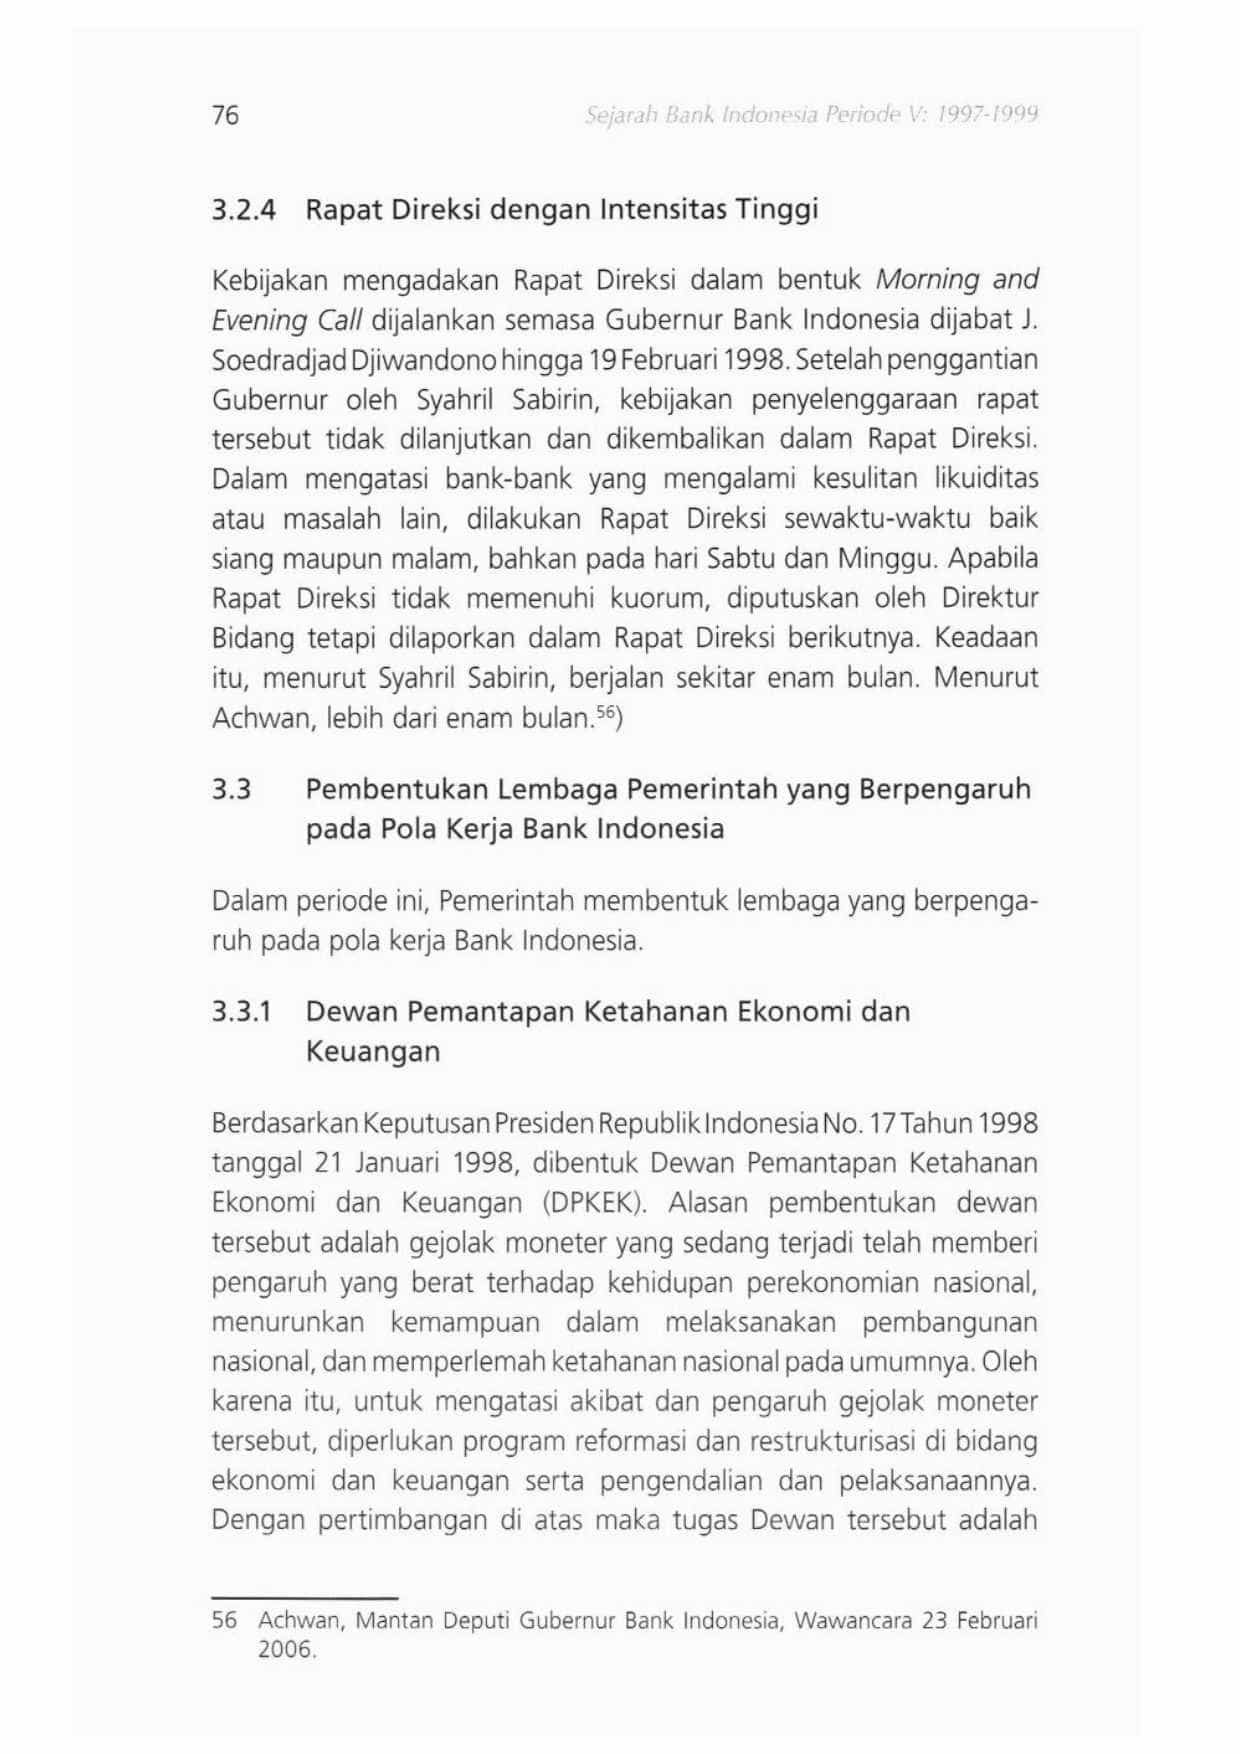 76 Sejarah Bank Indonesia Periode V: 1997-1999
3.2.4 Rapat Direksi dengan Intensitas Tinggi
Kebijakan mengadakan Rapat Direksi dalam bentuk Morning and
Evening Call dijalankan semasa Gubernur Bank Indonesia dijabat J.
Soedradjad Djiwandono hingga 19 Februari 1998. Setelah penggantian
Gubernur oleh Syahril Sabirin, kebijakan penyelenggaraan rapat
tersebut tidak dilanjutkan dan dikembalikan dalam Rapat Direksi.
Dalam mengatasi bank-bank yang mengalami kesulitan likuiditas
atau masalah lain, dilakukan Rapat Direksi sewaktu-waktu baik
siang maupun malam, bahkan pada hari Sabtu dan Minggu. Apabila
Rapat Direksi tidak memenuhi kuorum, diputuskan oleh Direktur
Bidang tetapi dilaporkan dalam Rapat Direksi berikutnya. Keadaan
itu, menurut Syahril Sabirin, berjalan sekitar enam bulan. Menurut
Achwan, lebih dari enam bulan.56)
3.3 Pembentukan Lembaga Pemerintah yang Berpengaruh
pada Pola Kerja Bank Indonesia
Dalam periode ini, Pemerintah membentuk lembaga yang berpenga-
ruh pada pola kerja Bank Indonesia.
3.3.1 Dewan Pemantapan Ketahanan Ekonomi dan
Keuangan
Berdasarkan Keputusan Presiden Republik Indonesia No. 17 Tahun 1998
tanggal 21 Januari 1998, dibentuk Dewan Pemantapan Ketahanan
Ekonomi dan Keuangan (DPKEK). Alasan pembentukan dewan
tersebut adalah gejolak moneter yang sedang terjadi telah memberi
pengaruh yang berat terhadap kehidupan perekonomian nasional,
menurunkan kemampuan dalam melaksanakan pembangunan
nasional, dan memperlemah ketahanan nasional pada umumnya. Oleh
karena itu, untuk mengatasi akibat dan pengaruh gejolak moneter
tersebut, diperlukan program reformasi dan restrukturisasi di bidang
ekonomi dan keuangan serta pengendalian dan pelaksanaannya.
Dengan pertimbangan di atas maka tugas Dewan tersebut adalah
56 Achwan, Mantan Deputi Gubernur Bank Indonesia, Wawancara 23 Februari
2006.